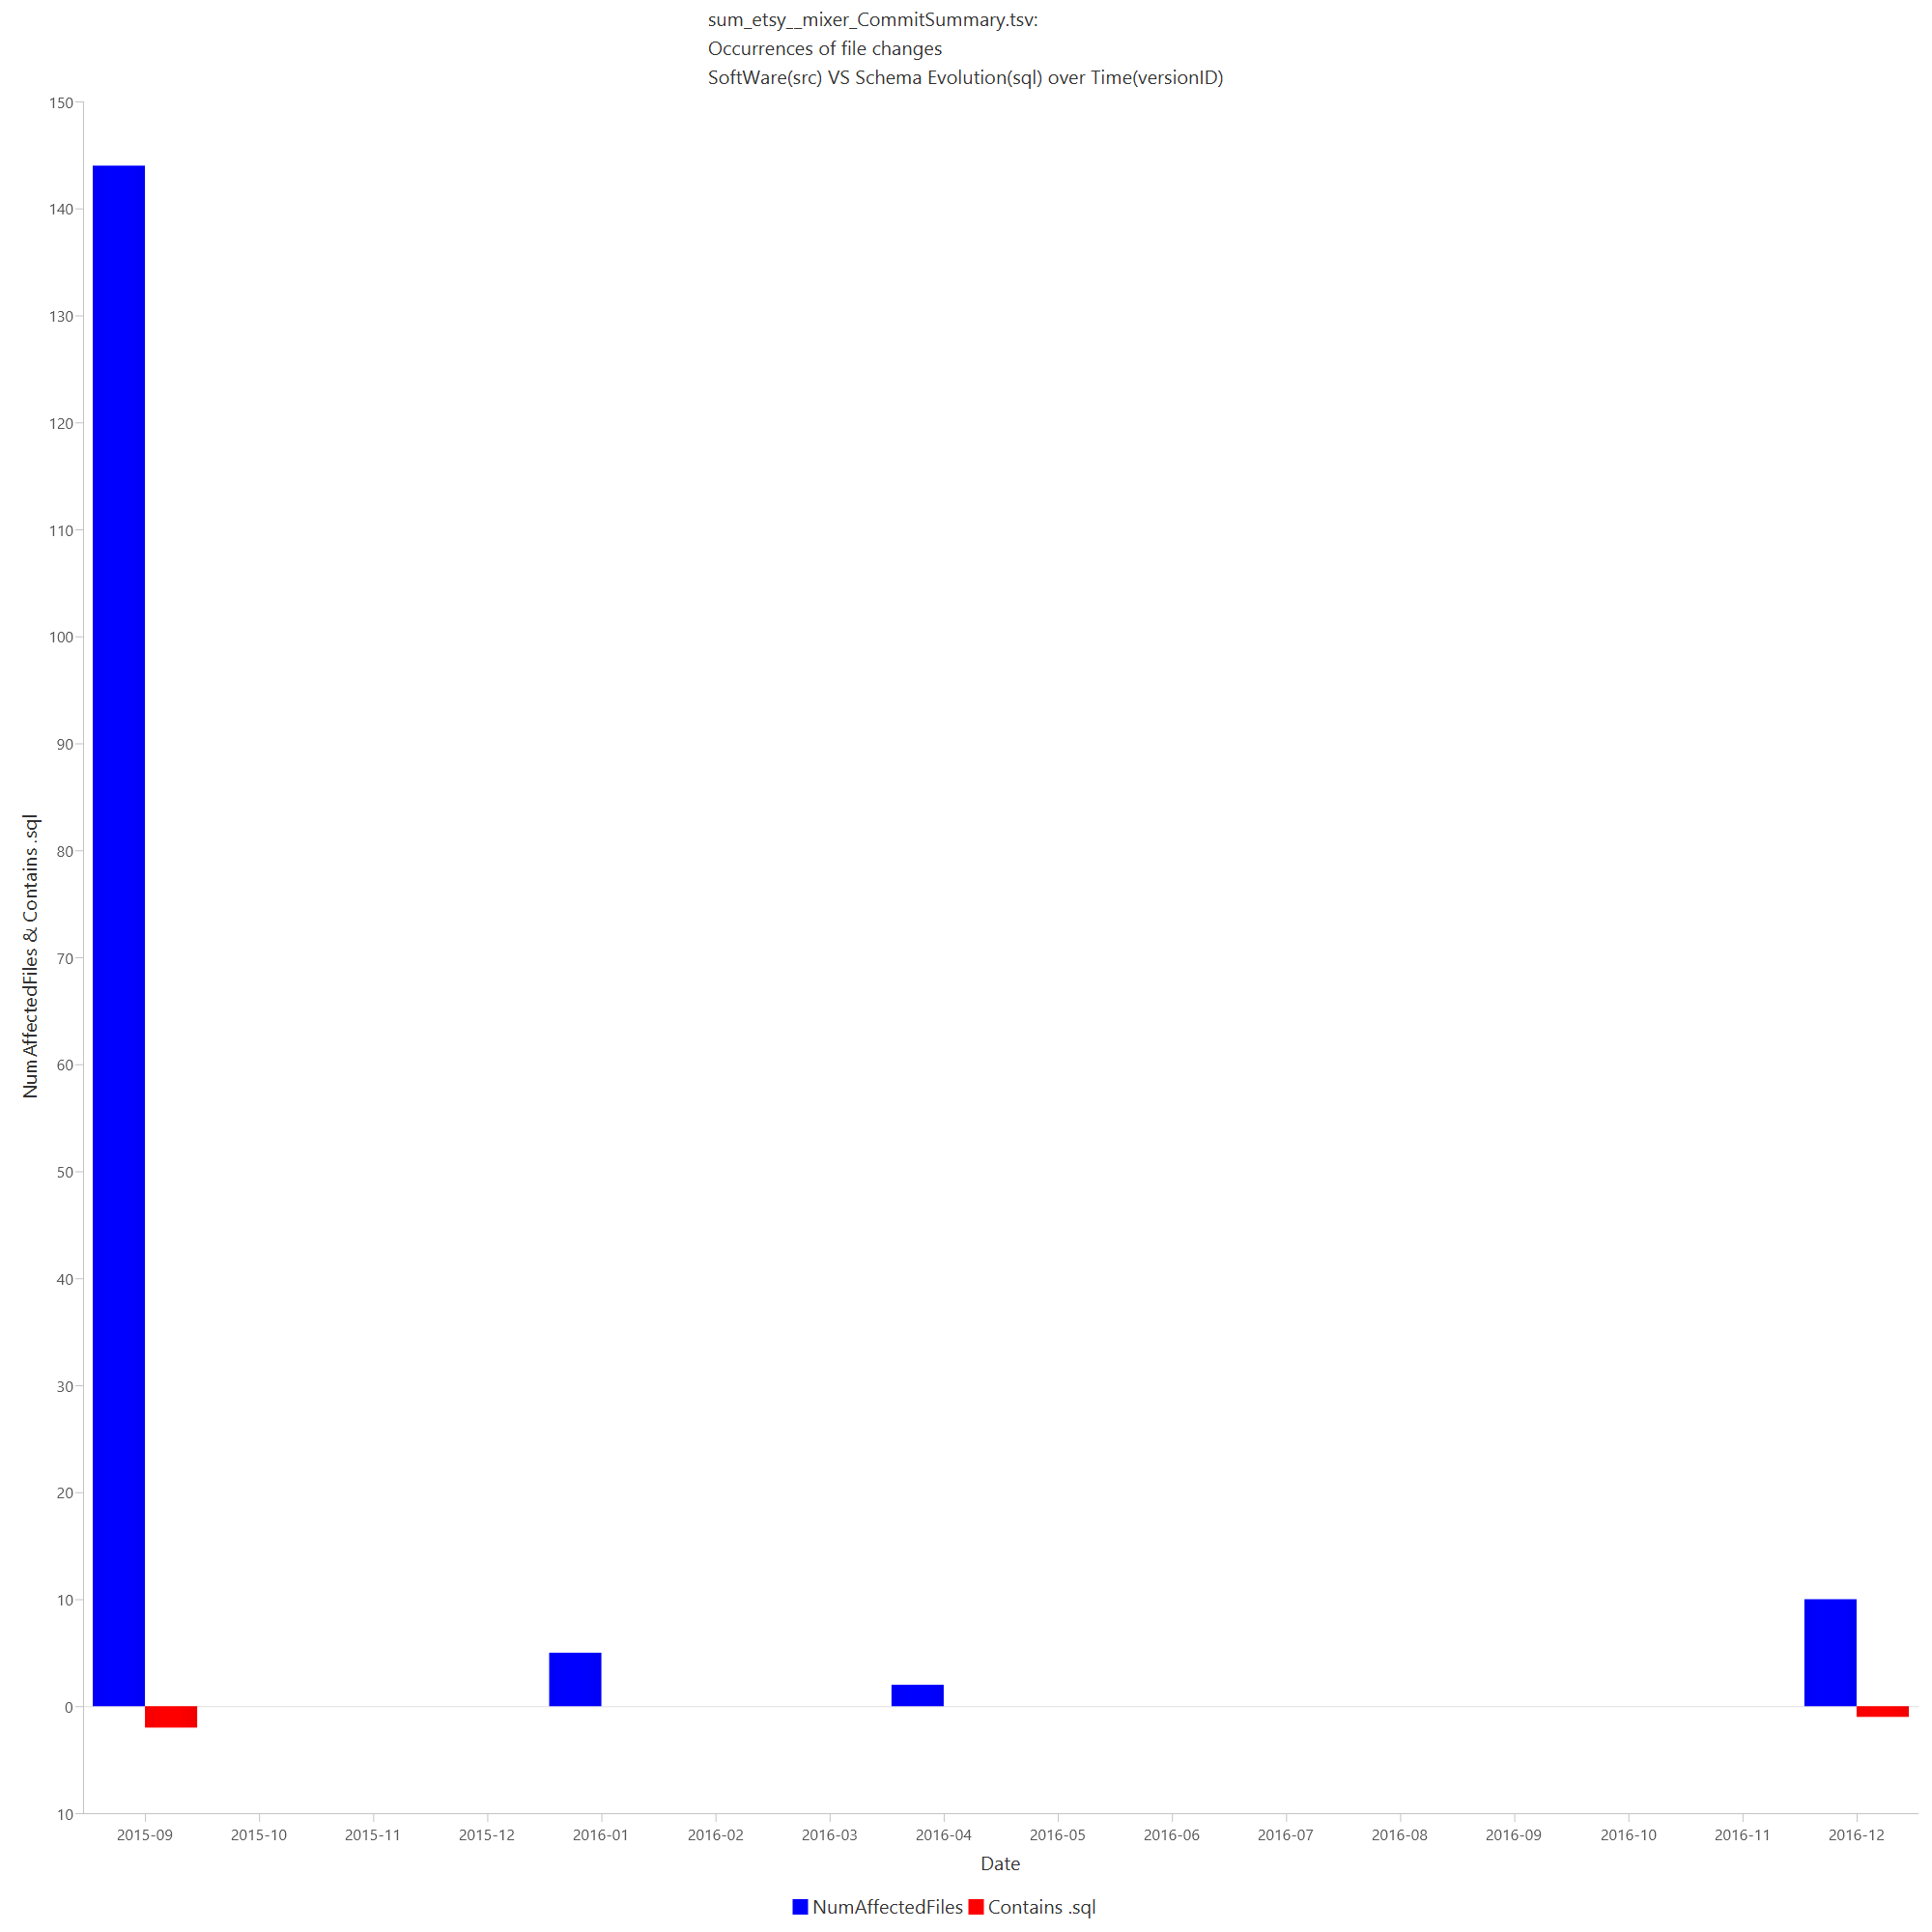 sum_etsy__mixer_CommitSummary.tsv:
Occurrences of file changes
SoftWare(src) VS Schema Evolution(sql) over Time(versionID)
NumAffectedFiles & Contains .sql
150
140
130
120
110
100
90
80
70
60
50
40
30
20
10
0
10
2015-09 2015-10 2015-11 2015-12 2016-01 2016-02 2016-03 2016-04 2016-05 2016-06 2016-07 2016-08 2016-09 2016-10 2016-11 2016-12
Date
NumAffectedFiles Contains .sql